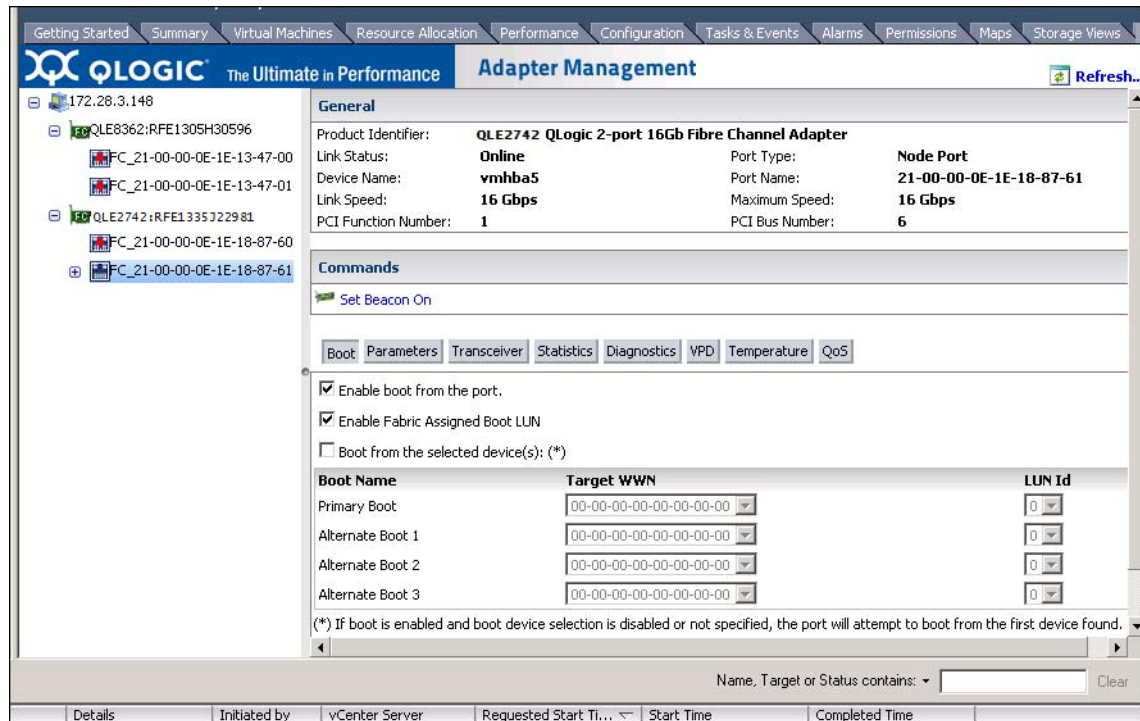 Getting Started Summary Virtual Machines Resource Allocation Performance Configuration Tasks & Events Alarms Permissions Maps Storage Views
QLOGIC The Ultimate in Performance Adapter Management Refresh..
172.28.3.148
QLE8362:RFE1305H30596
FC_21-00-00-0E-1E-13-47-00
FC_21-00-00-0E-1E-13-47-01
QLE2742:RFE1335J22981
FC_21-00-00-0E-1E-18-87-60
FC_21-00-00-0E-1E-18-87-61
General
Product Identifier: QLE2742 QLogic 2-port 16Gb Fibre Channel Adapter
Link Status: Online Port Type: Node Port
Device Name: vmhba5 Port Name: 21-00-00-0E-1E-18-87-61
Link Speed: 16 Gbps Maximum Speed: 16 Gbps
PCI Function Number: 1 PCI Bus Number: 6
Commands
Set Beacon On
Boot Parameters Transceiver Statistics Diagnostics VPD Temperature QoS
Enable boot from the port.
Enable Fabric Assigned Boot LUN
Boot from the selected device(s): (*)
Boot Name Target WWN LUN Id
Primary Boot 00-00-00-00-00-00-00-00 0
Alternate Boot 1 00-00-00-00-00-00-00-00 0
Alternate Boot 2 00-00-00-00-00-00-00-00 0
Alternate Boot 3 00-00-00-00-00-00-00-00 0
(*) If boot is enabled and boot device selection is disabled or not specified, the port will attempt to boot from the first device found.
Name, Target or Status contains: Clear
Details Initiated by vCenter Server Requested Start Ti... Start Time Completed Time